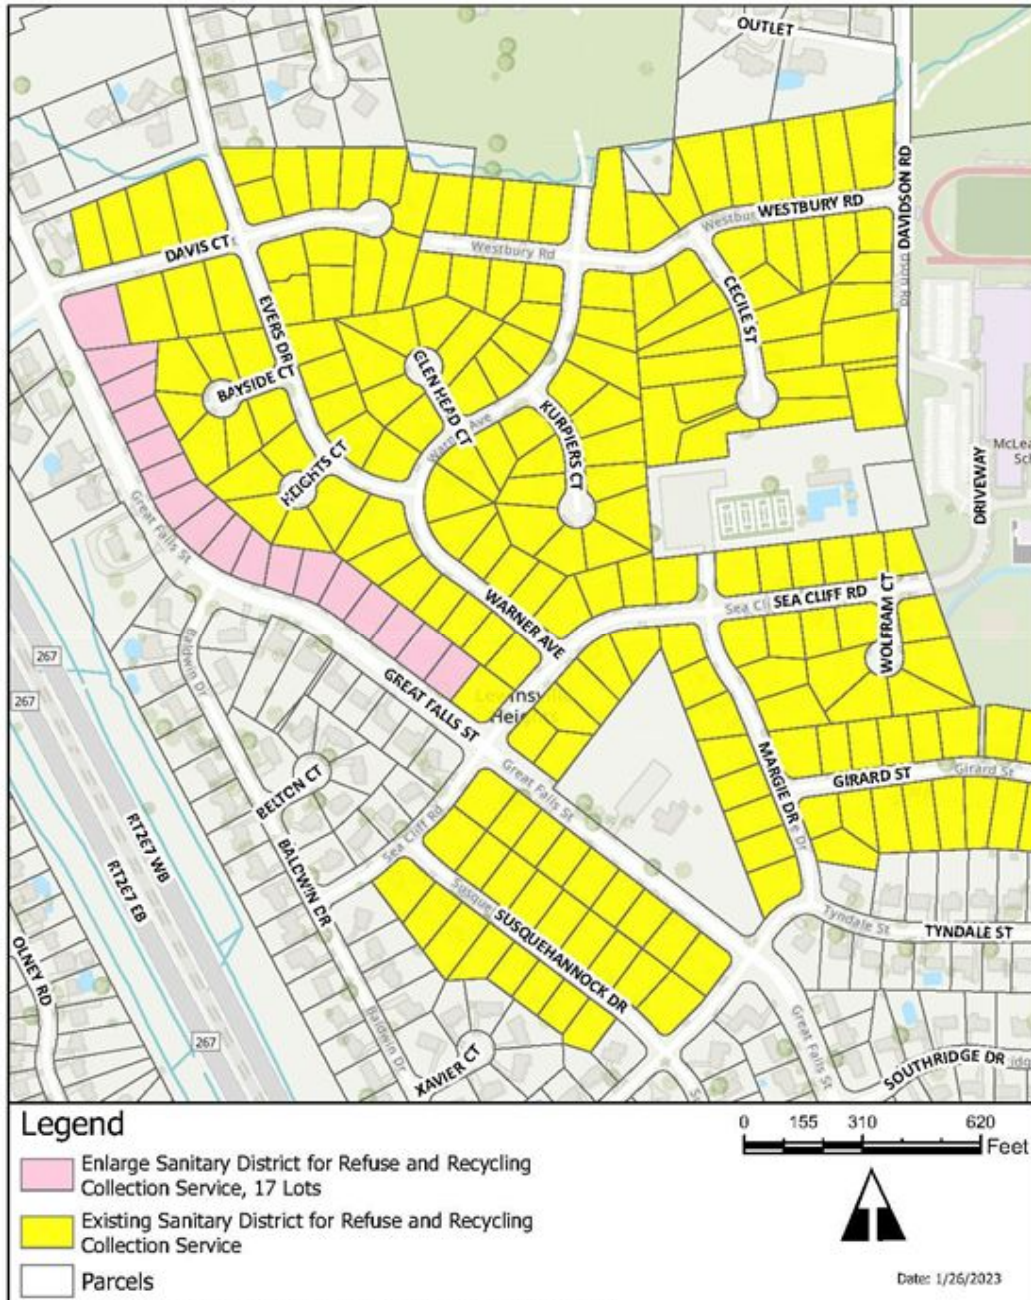 OUTLET
DAVIDSON RD
WESTBURY RD
Westbury Rd
DAVIS CT
CECILE ST
EVERS DR
GLEN HEAD CT
BAYSIDE CT
KURPIERS CT
HEIGHTS CT
DRIVEWAY
Great Falls St
WARNER AVE
SEA CLIFF RD
WOLFRAM CT
267
267
Baldwin Dr
GREAT FALLS ST
Great Falls St
MARGIE DR
GIRARD ST
Girard St
BELTON CT
RT267 WB
RT267 EB
BALDWIN DR
Sea Cliff Rd
SUSQUEHANNOCK DR
Tyndale St
TYNDALE ST
OLNEY RD
267
Baldwin Dr
XAVIER CT
Great Falls St
SOUTHRIDGE DR
Legend
Enlarge Sanitary District for Refuse and Recycling
Collection Service, 17 Lots
Existing Sanitary District for Refuse and Recycling
Collection Service
Parcels
0 155 310 620
Feet
Date: 1/26/2023